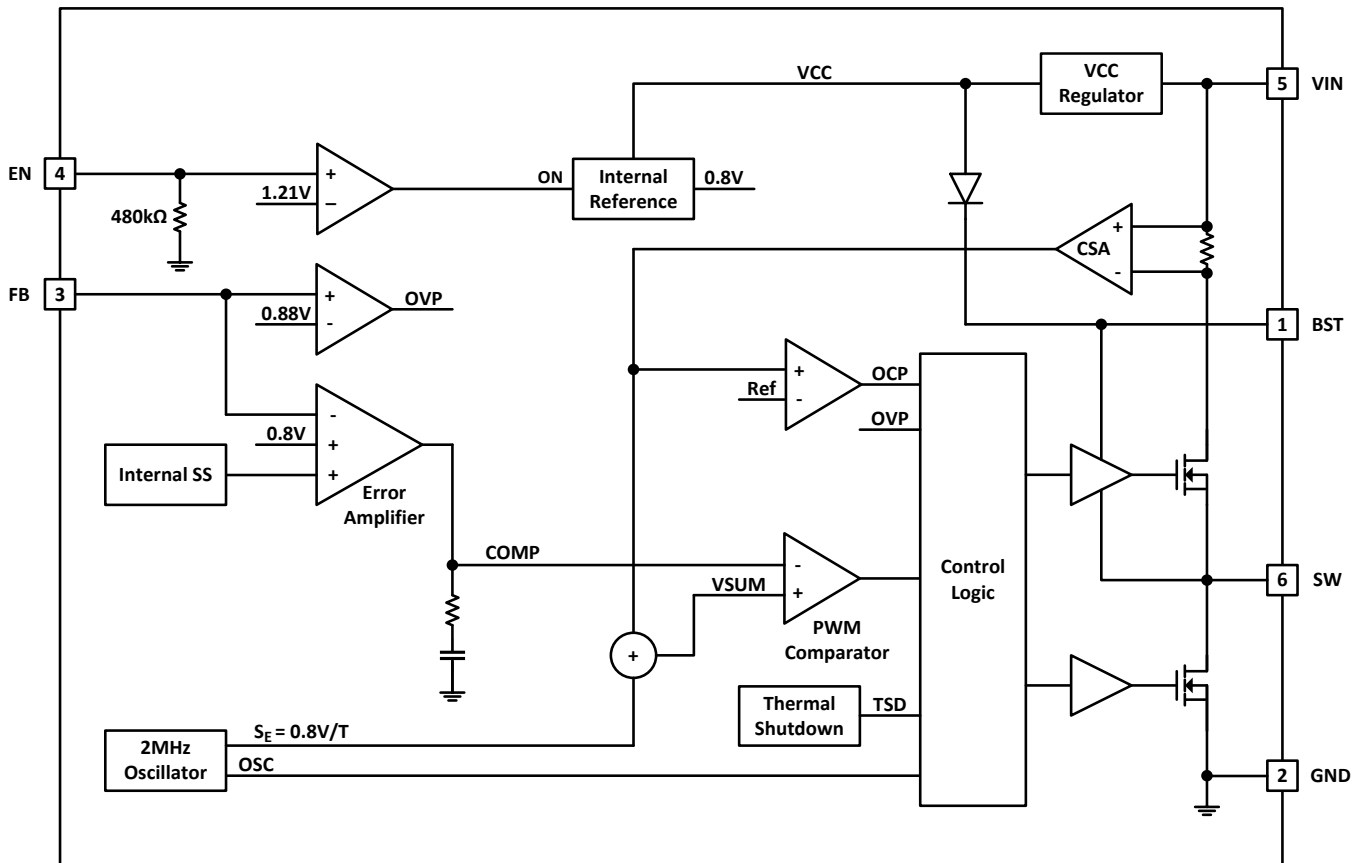 VCC
VCC
Regulator
5
VIN
EN
4
+
1.21V
–
480kΩ
ON
Internal
Reference
0.8V
CSA
+
-
FB
3
+
0.88V
-
OVP
1
BST
+
Ref
-
OCP
OVP
-
0.8V
+
+
Internal SS
Error
Amplifier
COMP
-
VSUM
+
PWM
Comparator
Control
Logic
6
SW
+
Thermal
Shutdown
TSD
2MHz
Oscillator
SE = 0.8V/T
OSC
2
GND